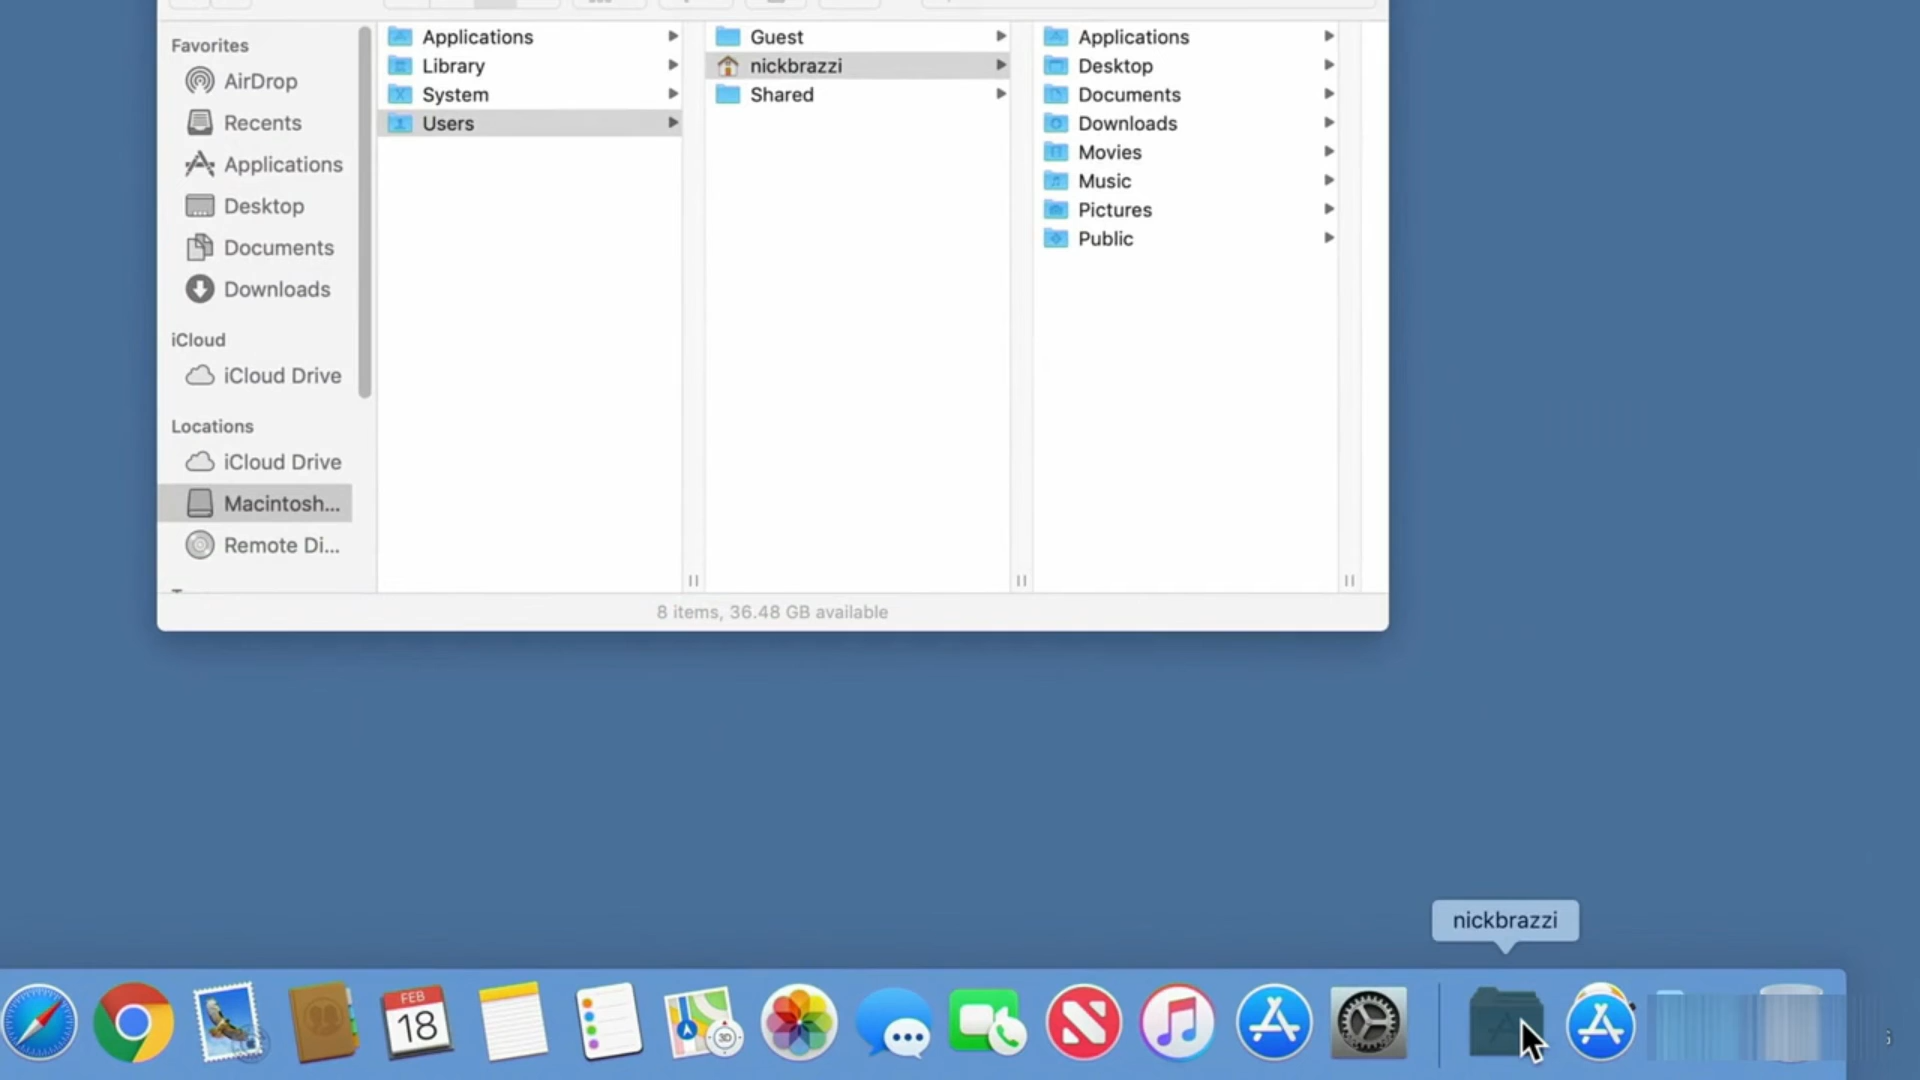 Favorites
AirDrop
Recents
Applications
Desktop
Documents
Downloads
iCloud
iCloud Drive
Locations
iCloud Drive
Macintosh...
Remote Di...
Applications
Library
System
Users
Guest
nickbrazzi
Shared
Applications
Desktop
Documents
Downloads
Movies
Music
Pictures
Public
8 items, 36.48 GB available
nickbrazzi
FEB
18
3D